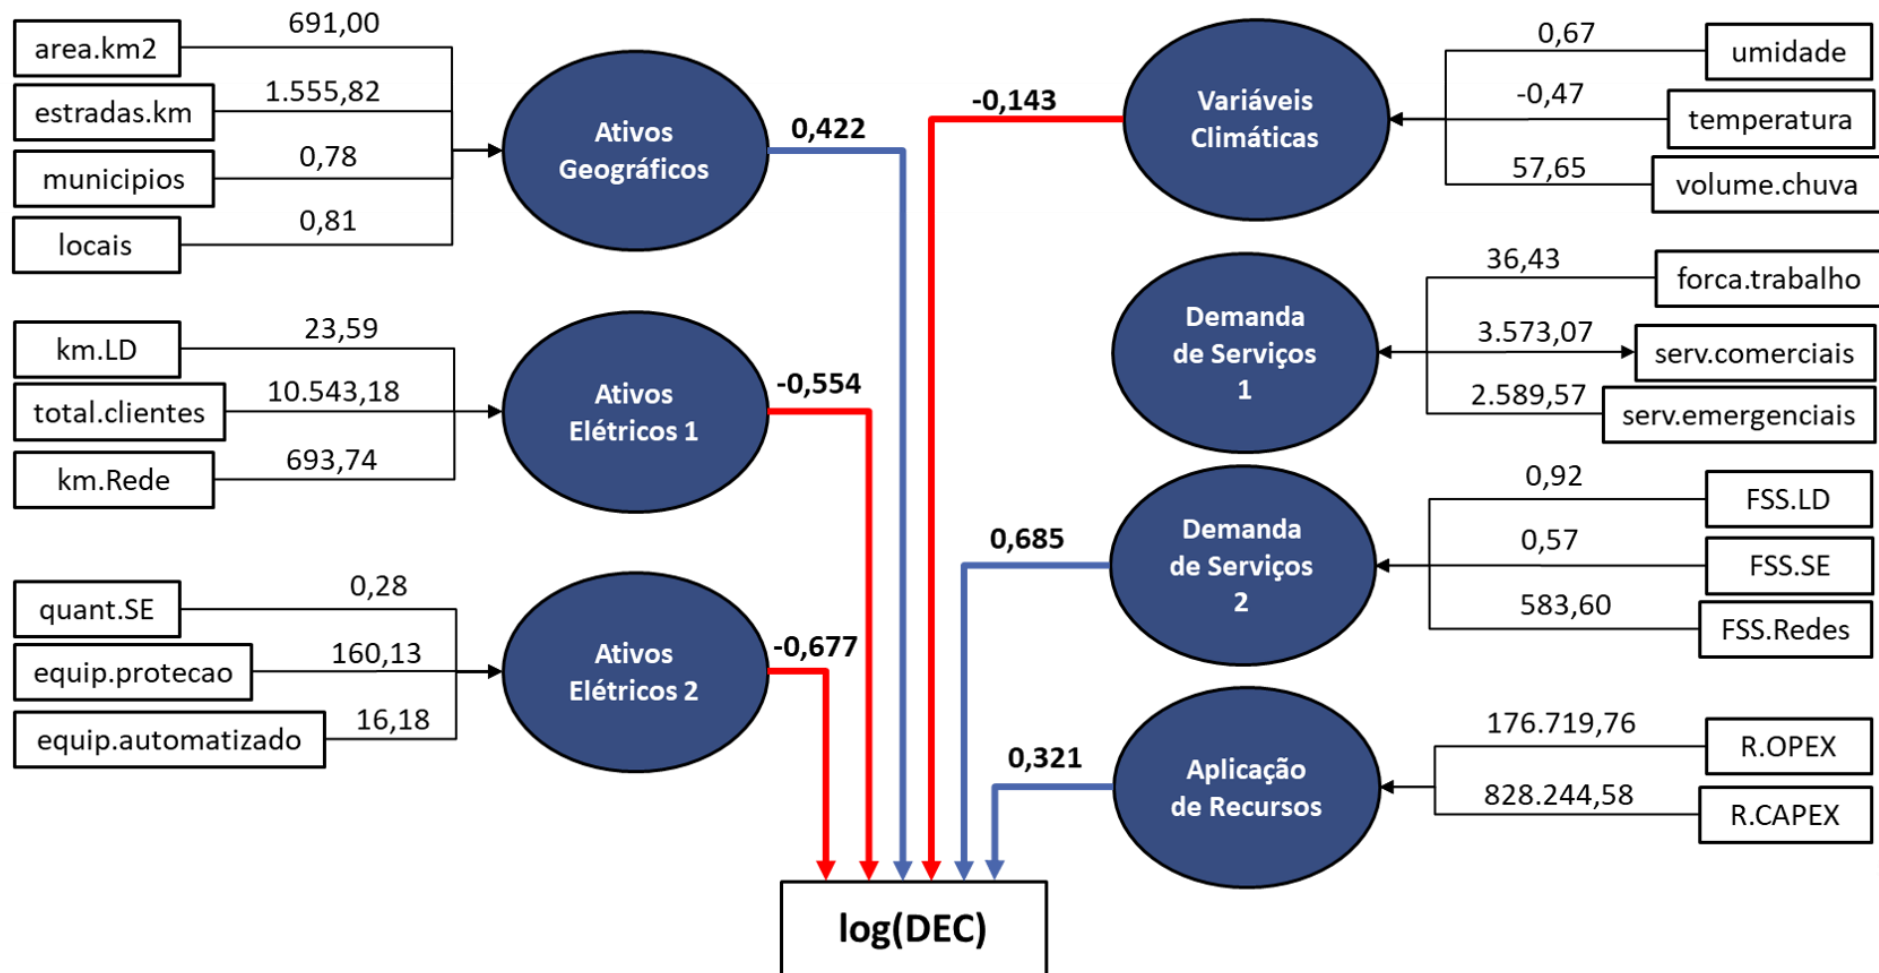 area.km2
691,00
estradas.km
1.555,82
municipios
0,78
locais
0,81
Ativos
Geográficos
0,422
km.LD
23,59
total.clientes
10.543,18
km.Rede
693,74
Ativos
Elétricos 1
-0,554
quant.SE
0,28
equip.protecao
160,13
equip.automatizado
16,18
Ativos
Elétricos 2
-0,677
-0,143
Variáveis
Climáticas
0,67
umidade
-0,47
temperatura
57,65
volume.chuva
Demanda
de Serviços
1
36,43
forca.trabalho
3.573,07
serv.comerciais
2.589,57
serv.emergenciais
0,685
Demanda
de Serviços
2
0,92
FSS.LD
0,57
FSS.SE
583,60
FSS.Redes
0,321
Aplicação
de Recursos
176.719,76
R.OPEX
828.244,58
R.CAPEX
log(DEC)